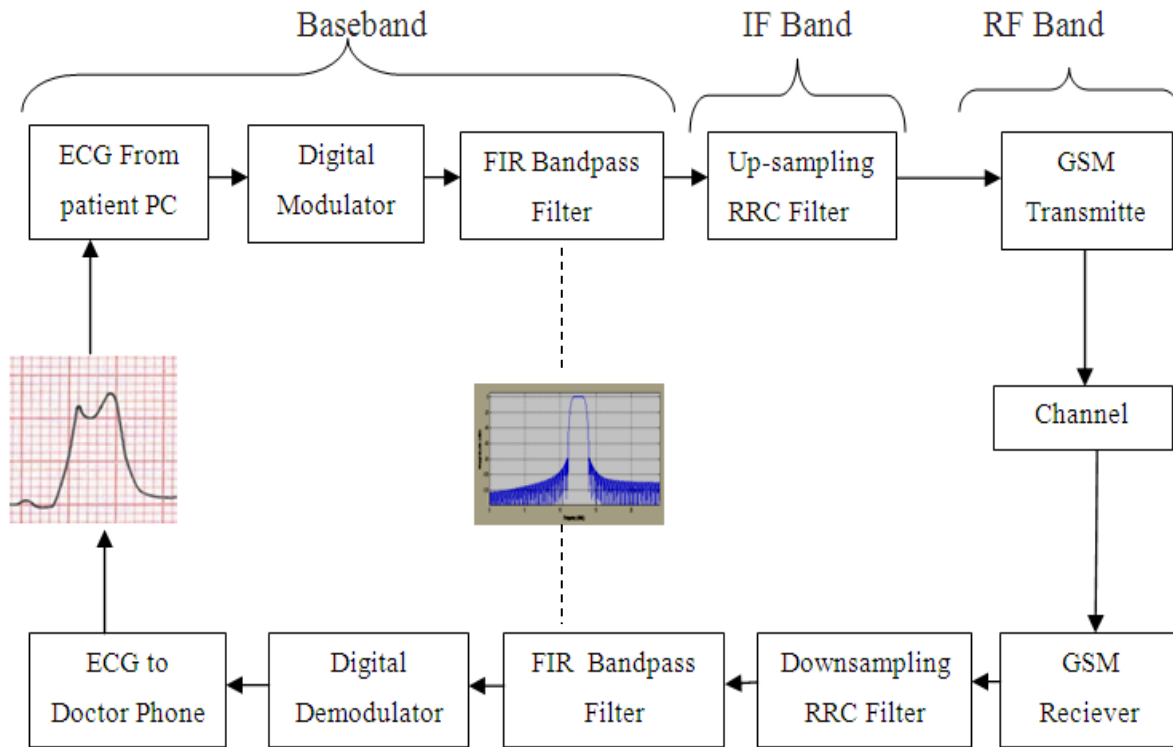 Baseband
IF Band
RF Band
ECG From
patient PC
Digital
Modulator
FIR Bandpass
Filter
Up-sampling
RRC Filter
GSM
Transmitte
Channel
ECG to
Doctor Phone
Digital
Demodulator
FIR Bandpass
Filter
Downsampling
RRC Filter
GSM
Reciever